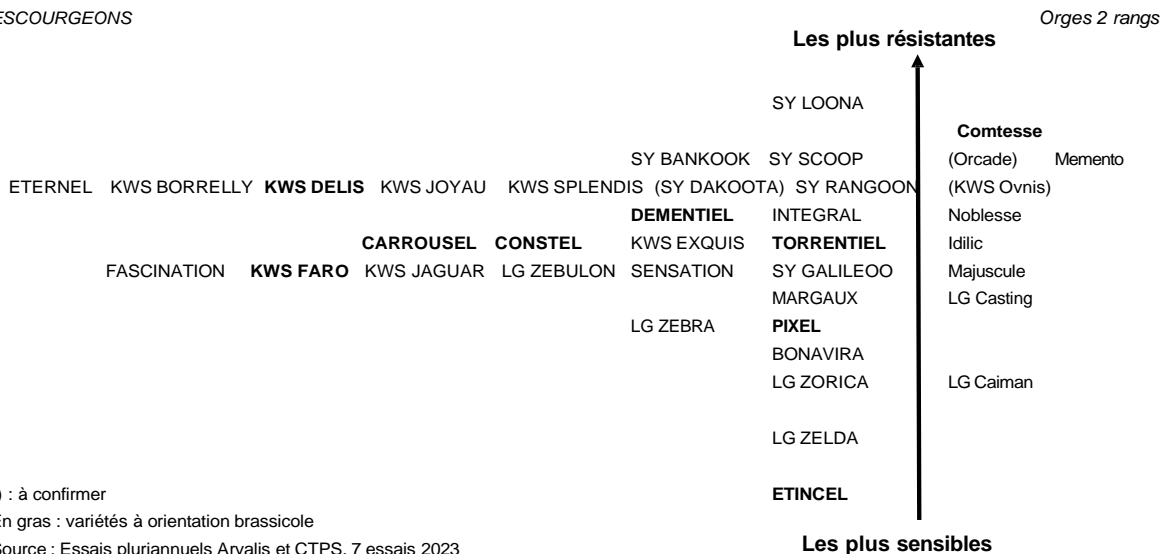 ESCOURGEONS Orges 2 rangs
Les plus résistantes
SY LOONA
Comtesse
SY BANKOOK SY SCOOP (Orcade) Memento
ETERNEL KWS BORRELLY KWS DELIS KWS JOYAU KWS SPLENDIS (SY DAKOOTA) SY RANGOON (KWS Ovnis)
DEMENTIEL INTEGRAL Noblesse
CARROUSEL CONSTEL KWS EXQUIS TORRENTIEL Idilic
FASCINATION KWS FARO KWS JAGUAR LG ZEBULON SENSATION SY GALILEOO Majuscule
MARGAUX LG Casting
LG ZEBRA PIXEL
BONAVIRA
LG ZORICA LG Caiman
LG ZELDA
) : à confirmer ETINCEL
En gras : variétés à orientation brassicole
Source : Essais pluriannuels Arvalis et CTPS, 7 essais 2023
Les plus sensibles